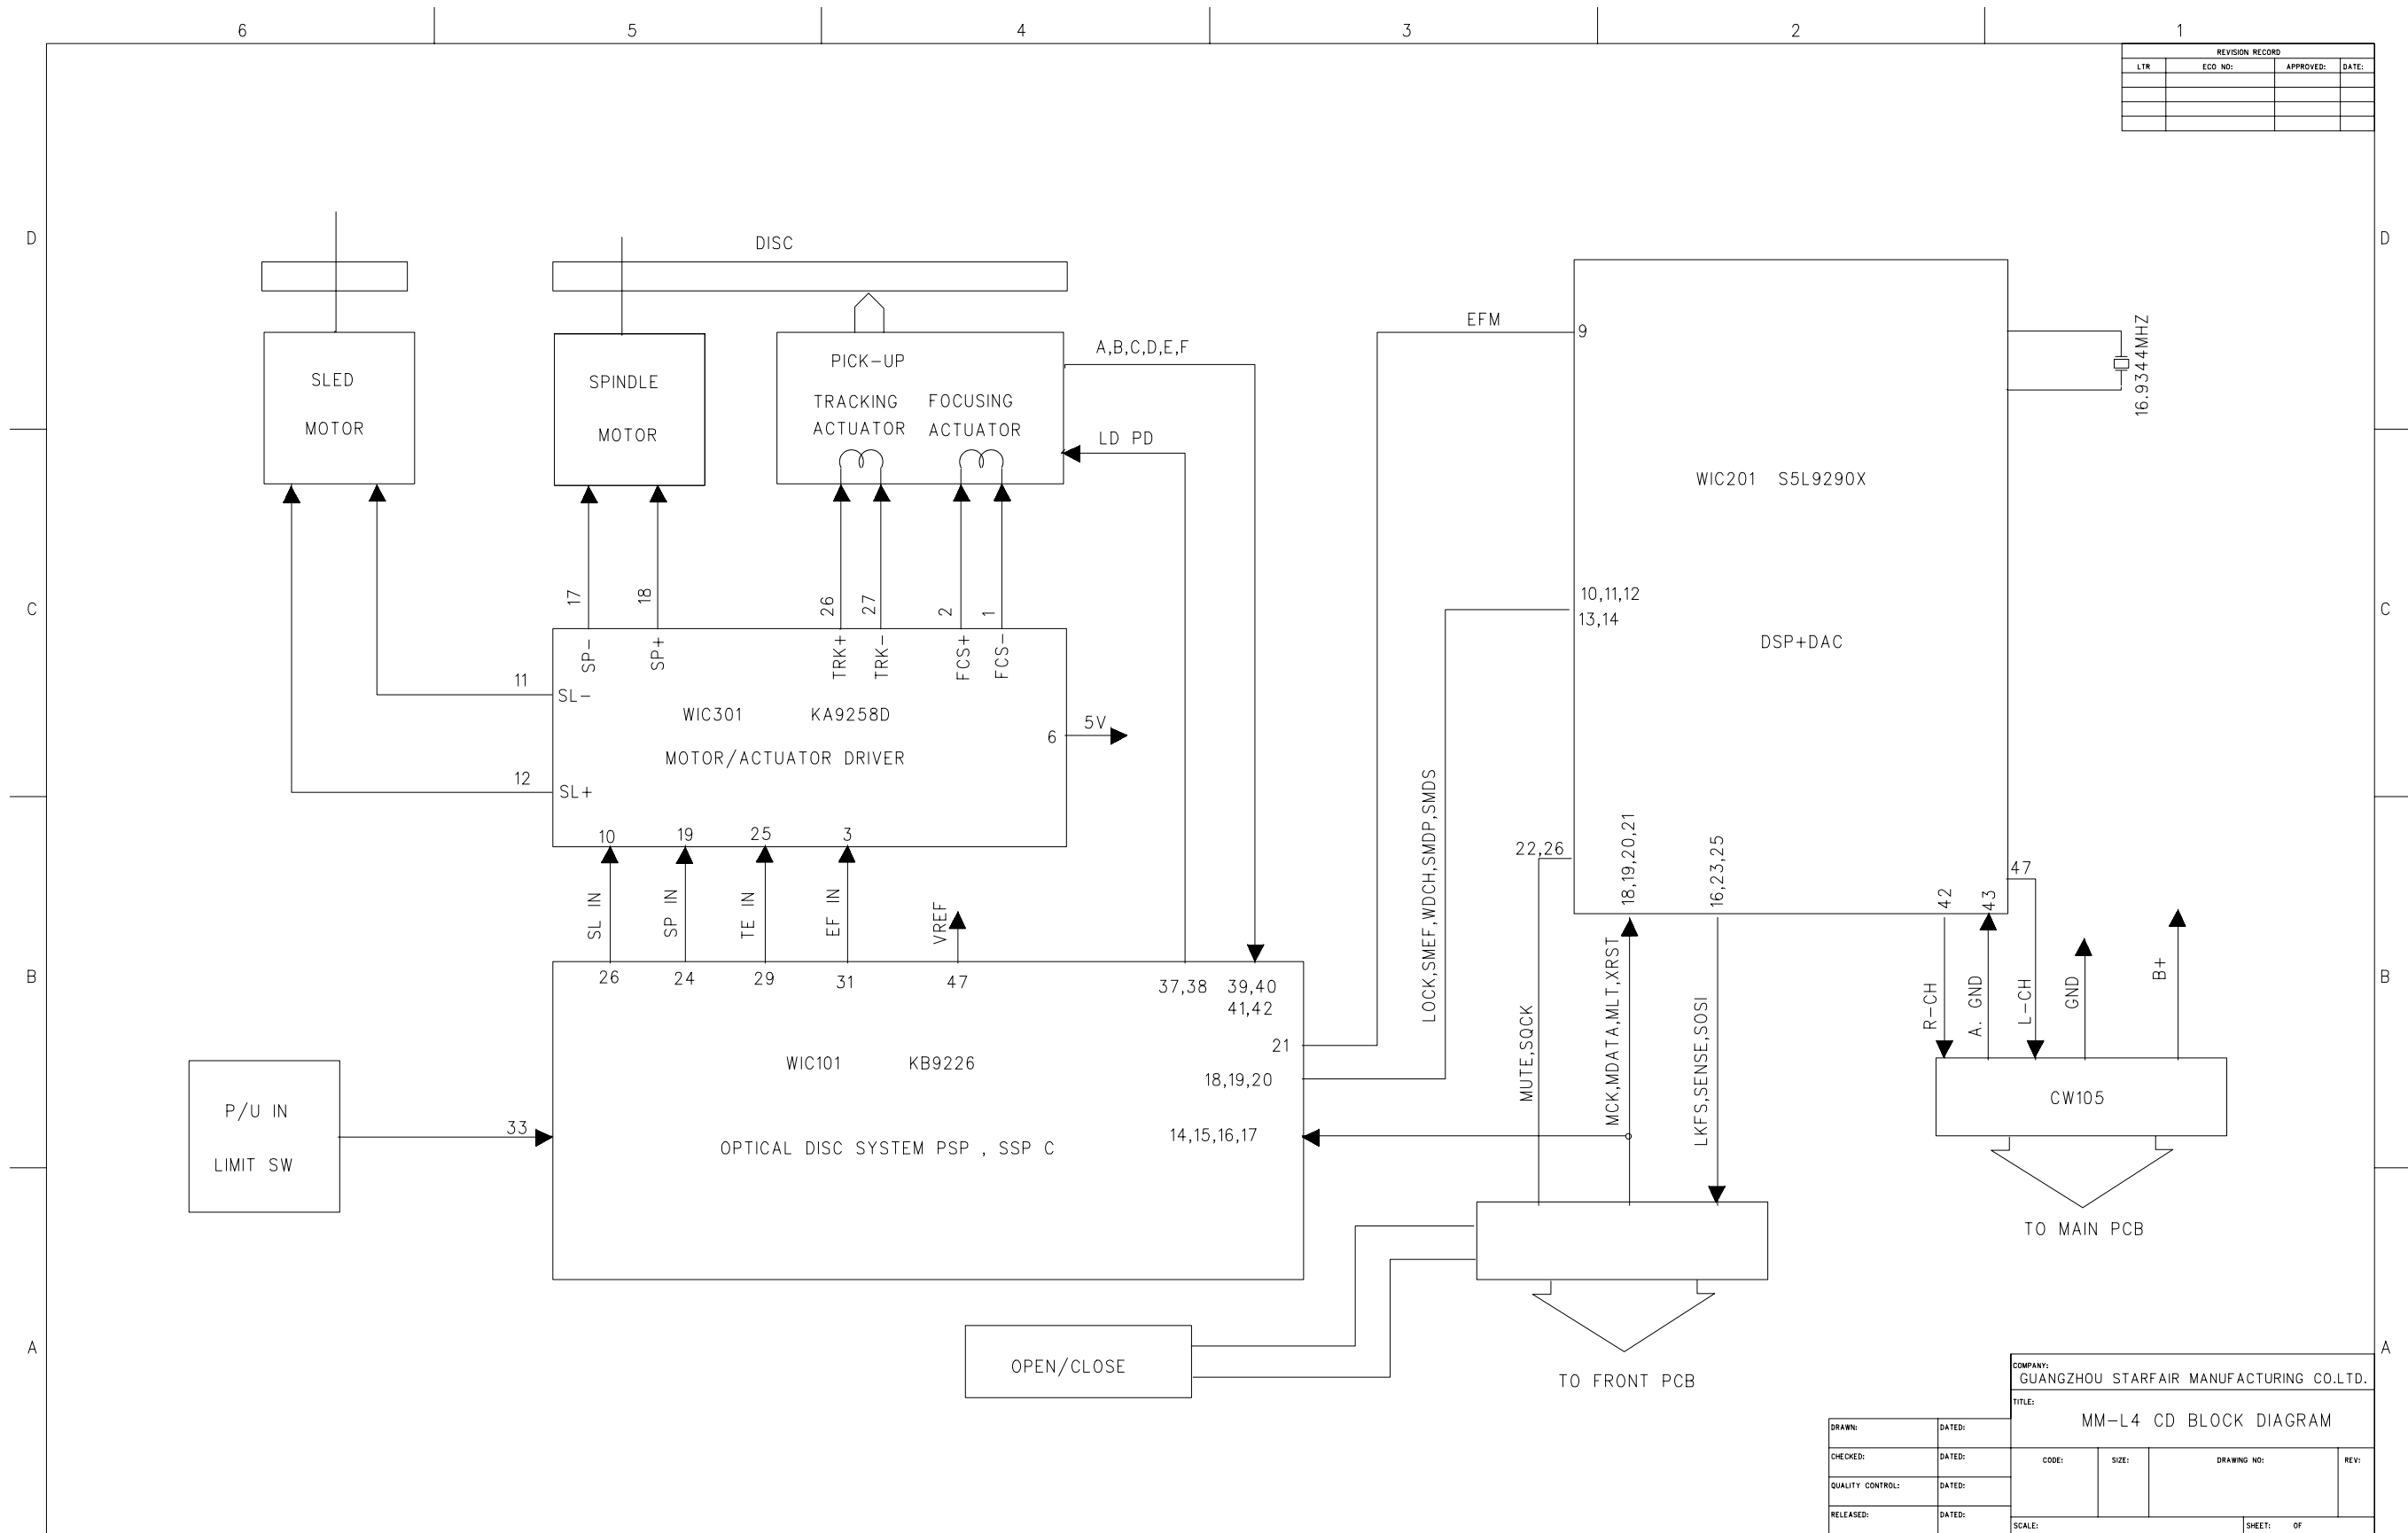 6 5 4 3 2 1
REVISION RECORD
LTR ECO NO: APPROVED: DATE:
D D
DISC
EFM
9
A,B,C,D,E,F
PICK-UP
SLED
MOTOR
SPINDLE
MOTOR
TRACKING
ACTUATOR
FOCUSING
ACTUATOR
LD PD
16.9344MHZ
WIC201 S5L9290X
DSP+DAC
10,11,12
13,14
C C
17 18 26 27 2 1
SP- SP+ TRK+ TRK- FCS+ FCS-
11
SL-
WIC301 KA9258D
MOTOR/ACTUATOR DRIVER
6
5V
12
SL+
10 19 25 3
SL IN
SP IN
TE IN
EF IN
VREF
LOCK,SMEF,WDCH,SMDP,SMDS
22,26
18,19,20,21
16,23,25
42
43
47
B B
26 24 29 31 47
37,38 39,40
41,42
21
18,19,20
14,15,16,17
MUTE,SQCK
MCK,MDATA,MLT,XRST
LKFS,SENSE,SOSI
R-CH
A. GND
L-CH
GND
B+
WIC101 KB9226
OPTICAL DISC SYSTEM PSP , SSP C
P/U IN
LIMIT SW
33
CW105
TO MAIN PCB
A A
OPEN/CLOSE
TO FRONT PCB
COMPANY:
GUANGZHOU STARFAIR MANUFACTURING CO.LTD.
TITLE:
MM-L4 CD BLOCK DIAGRAM
DRAWN: DATED:
CHECKED: DATED:
CODE: SIZE: DRAWING NO: REV:
QUALITY CONTROL: DATED:
RELEASED: DATED:
SCALE: SHEET: OF